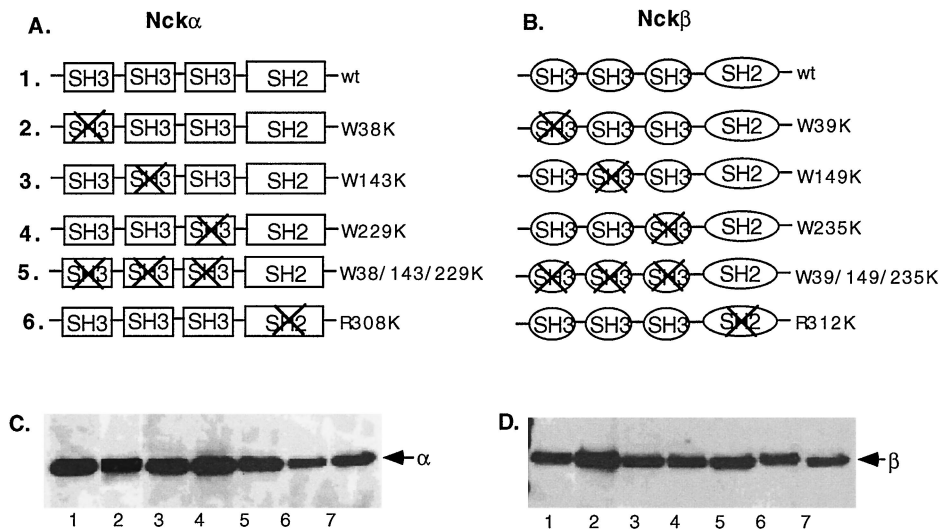 A. Nckα
1. SH3 SH3 SH3 SH2 wt
2. SH3 SH3 SH3 SH2 W38K
3. SH3 SH3 SH3 SH2 W143K
4. SH3 SH3 SH3 SH2 W229K
5. SH3 SH3 SH3 SH2 W38/143/229K
6. SH3 SH3 SH3 SH2 R308K
B. Nckβ
SH3 SH3 SH3 SH2 wt
SH3 SH3 SH3 SH2 W39K
SH3 SH3 SH3 SH2 W149K
SH3 SH3 SH3 SH2 W235K
SH3 SH3 SH3 SH2 W39/149/235K
SH3 SH3 SH3 SH2 R312K
C. α
1 2 3 4 5 6 7
D. β
1 2 3 4 5 6 7